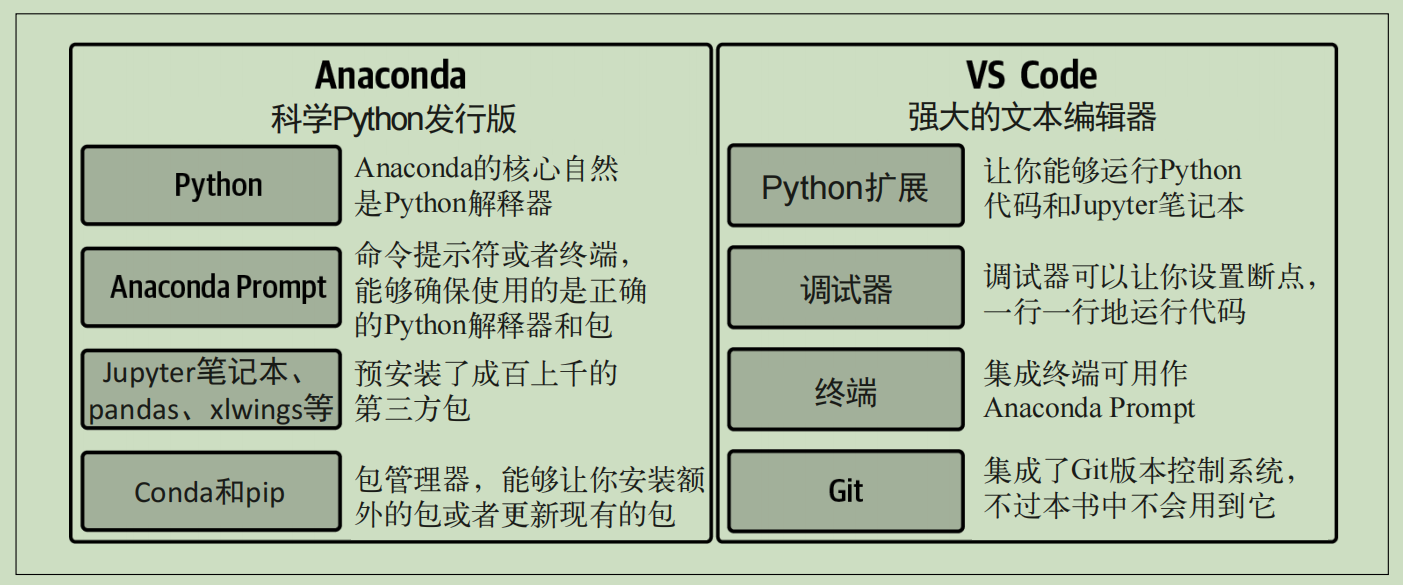 Anaconda
科学Python发行版
Python
Anaconda的核心自然
是Python解释器
Anaconda Prompt
命令提示符或者终端，
能够确保使用的是正确
的Python解释器和包
Jupyter笔记本、
pandas、xlwings等
预安装了成百上千的
第三方包
Conda和pip
包管理器，能够让你安装额
外的包或者更新现有的包
VS Code
强大的文本编辑器
Python扩展
让你能够运行Python
代码和Jupyter笔记本
调试器
调试器可以让你设置断点，
一行一行地运行代码
终端
集成终端可用作
Anaconda Prompt
Git
集成了Git版本控制系统，
不过本书中不会用到它